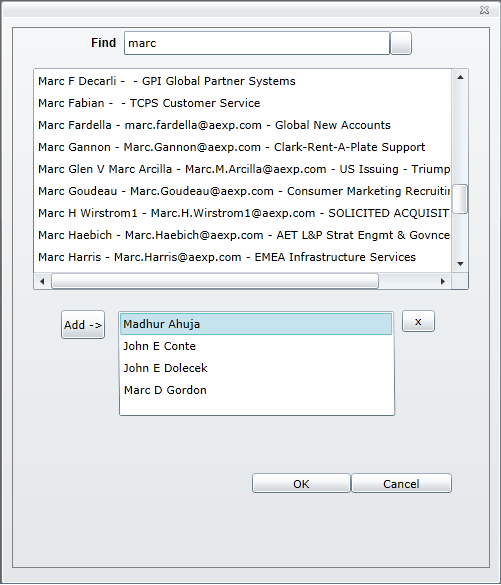 Find marc
Marc F Decarli -  - GPI Global Partner Systems
Marc Fabian -  - TCPS Customer Service
Marc Fardella - marc.fardella@aexp.com - Global New Accounts
Marc Gannon - Marc.Gannon@aexp.com - Clark-Rent-A-Plate Support
Marc Glen V Marc Arcilla - Marc.M.Arcilla@aexp.com - US Issuing - Triump
Marc Goudeau - Marc.Goudeau@aexp.com - Consumer Marketing Recruitin
Marc H Wirstrom1 - Marc.H.Wirstrom1@aexp.com - SOLICITED ACQUISIT
Marc Haebich - Marc.Haebich@aexp.com - AET L&P Strat Engmt & Govnce
Marc Harris - Marc.Harris@aexp.com - EMEA Infrastructure Services
Add -> Madhur Ahuja x
John E Conte
John E Dolecek
Marc D Gordon
OK Cancel